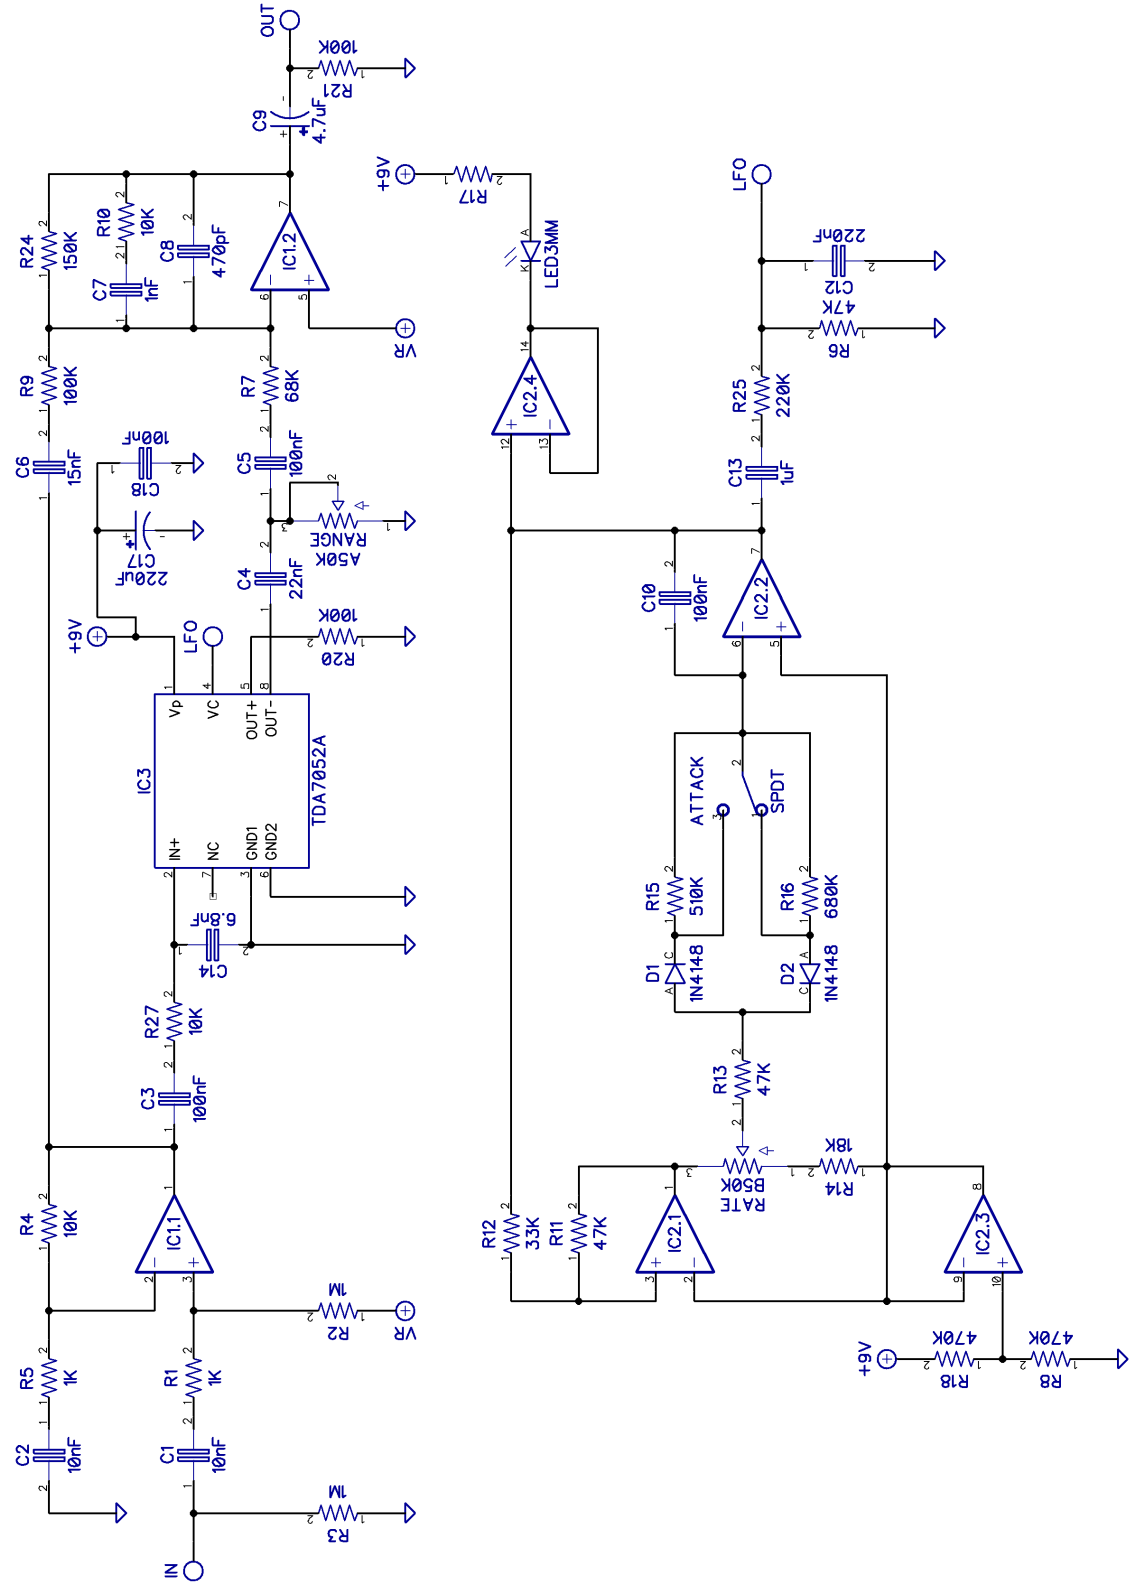 IN
C1
10nF
R3
1M
C2
10nF
R5
1K
R1
1K
R2
1M
VR
R4
10K
IC1.1
C3
100nF
R27
10K
C14
6.8nF
IC3
TDA7052A
IN+
NC
GND1
GND2
Vp
VC
OUT+
OUT-
+9V
LFO
R20
100K
C17
220uF
C18
100nF
C4
22nF
RANGE
A50K
C5
100nF
R7
68K
C6
15nF
R9
100K
R24
150K
C7
1nF
R10
10K
C8
470pF
IC1.2
VR
C9
4.7uF
R21
100K
OUT
+9V
R17
LED3MM
IC2.4
R12
33K
R11
47K
IC2.1
RATE
B50K
R14
18K
IC2.3
+9V
R18
470K
R8
470K
R13
47K
D1
1N4148
D2
1N4148
R15
510K
R16
680K
ATTACK
SPDT
C10
100nF
IC2.2
C13
1uF
R25
220K
R6
47K
C12
220nF
LFO